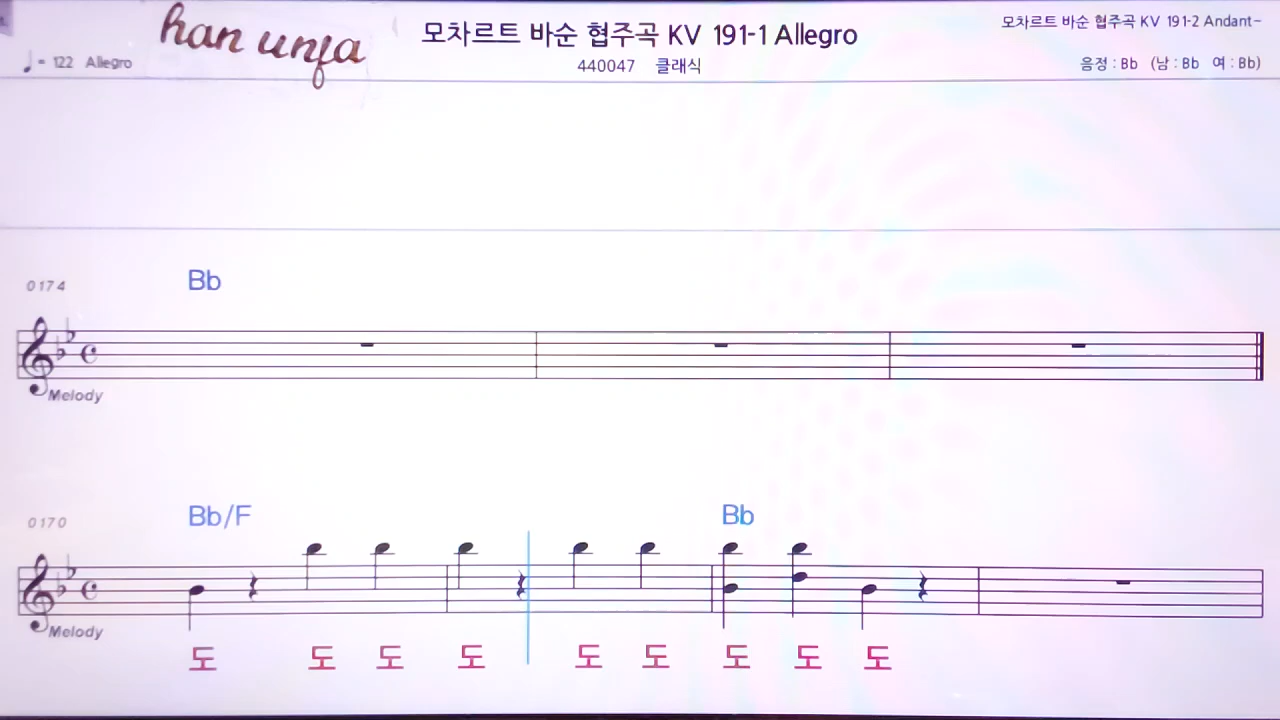 han unja
모차르트 바순 협주곡 KV 191-1 Allegro
모차르트 바순 협주곡 KV 191-2 Andant~
♩= 122 Allegro
440047 클래식
음정 : Bb (남 : Bb 여 : Bb)
0174 Bb
Melody
0170 Bb/F Bb
Melody
도 도 도 도 도 도 도 도 도